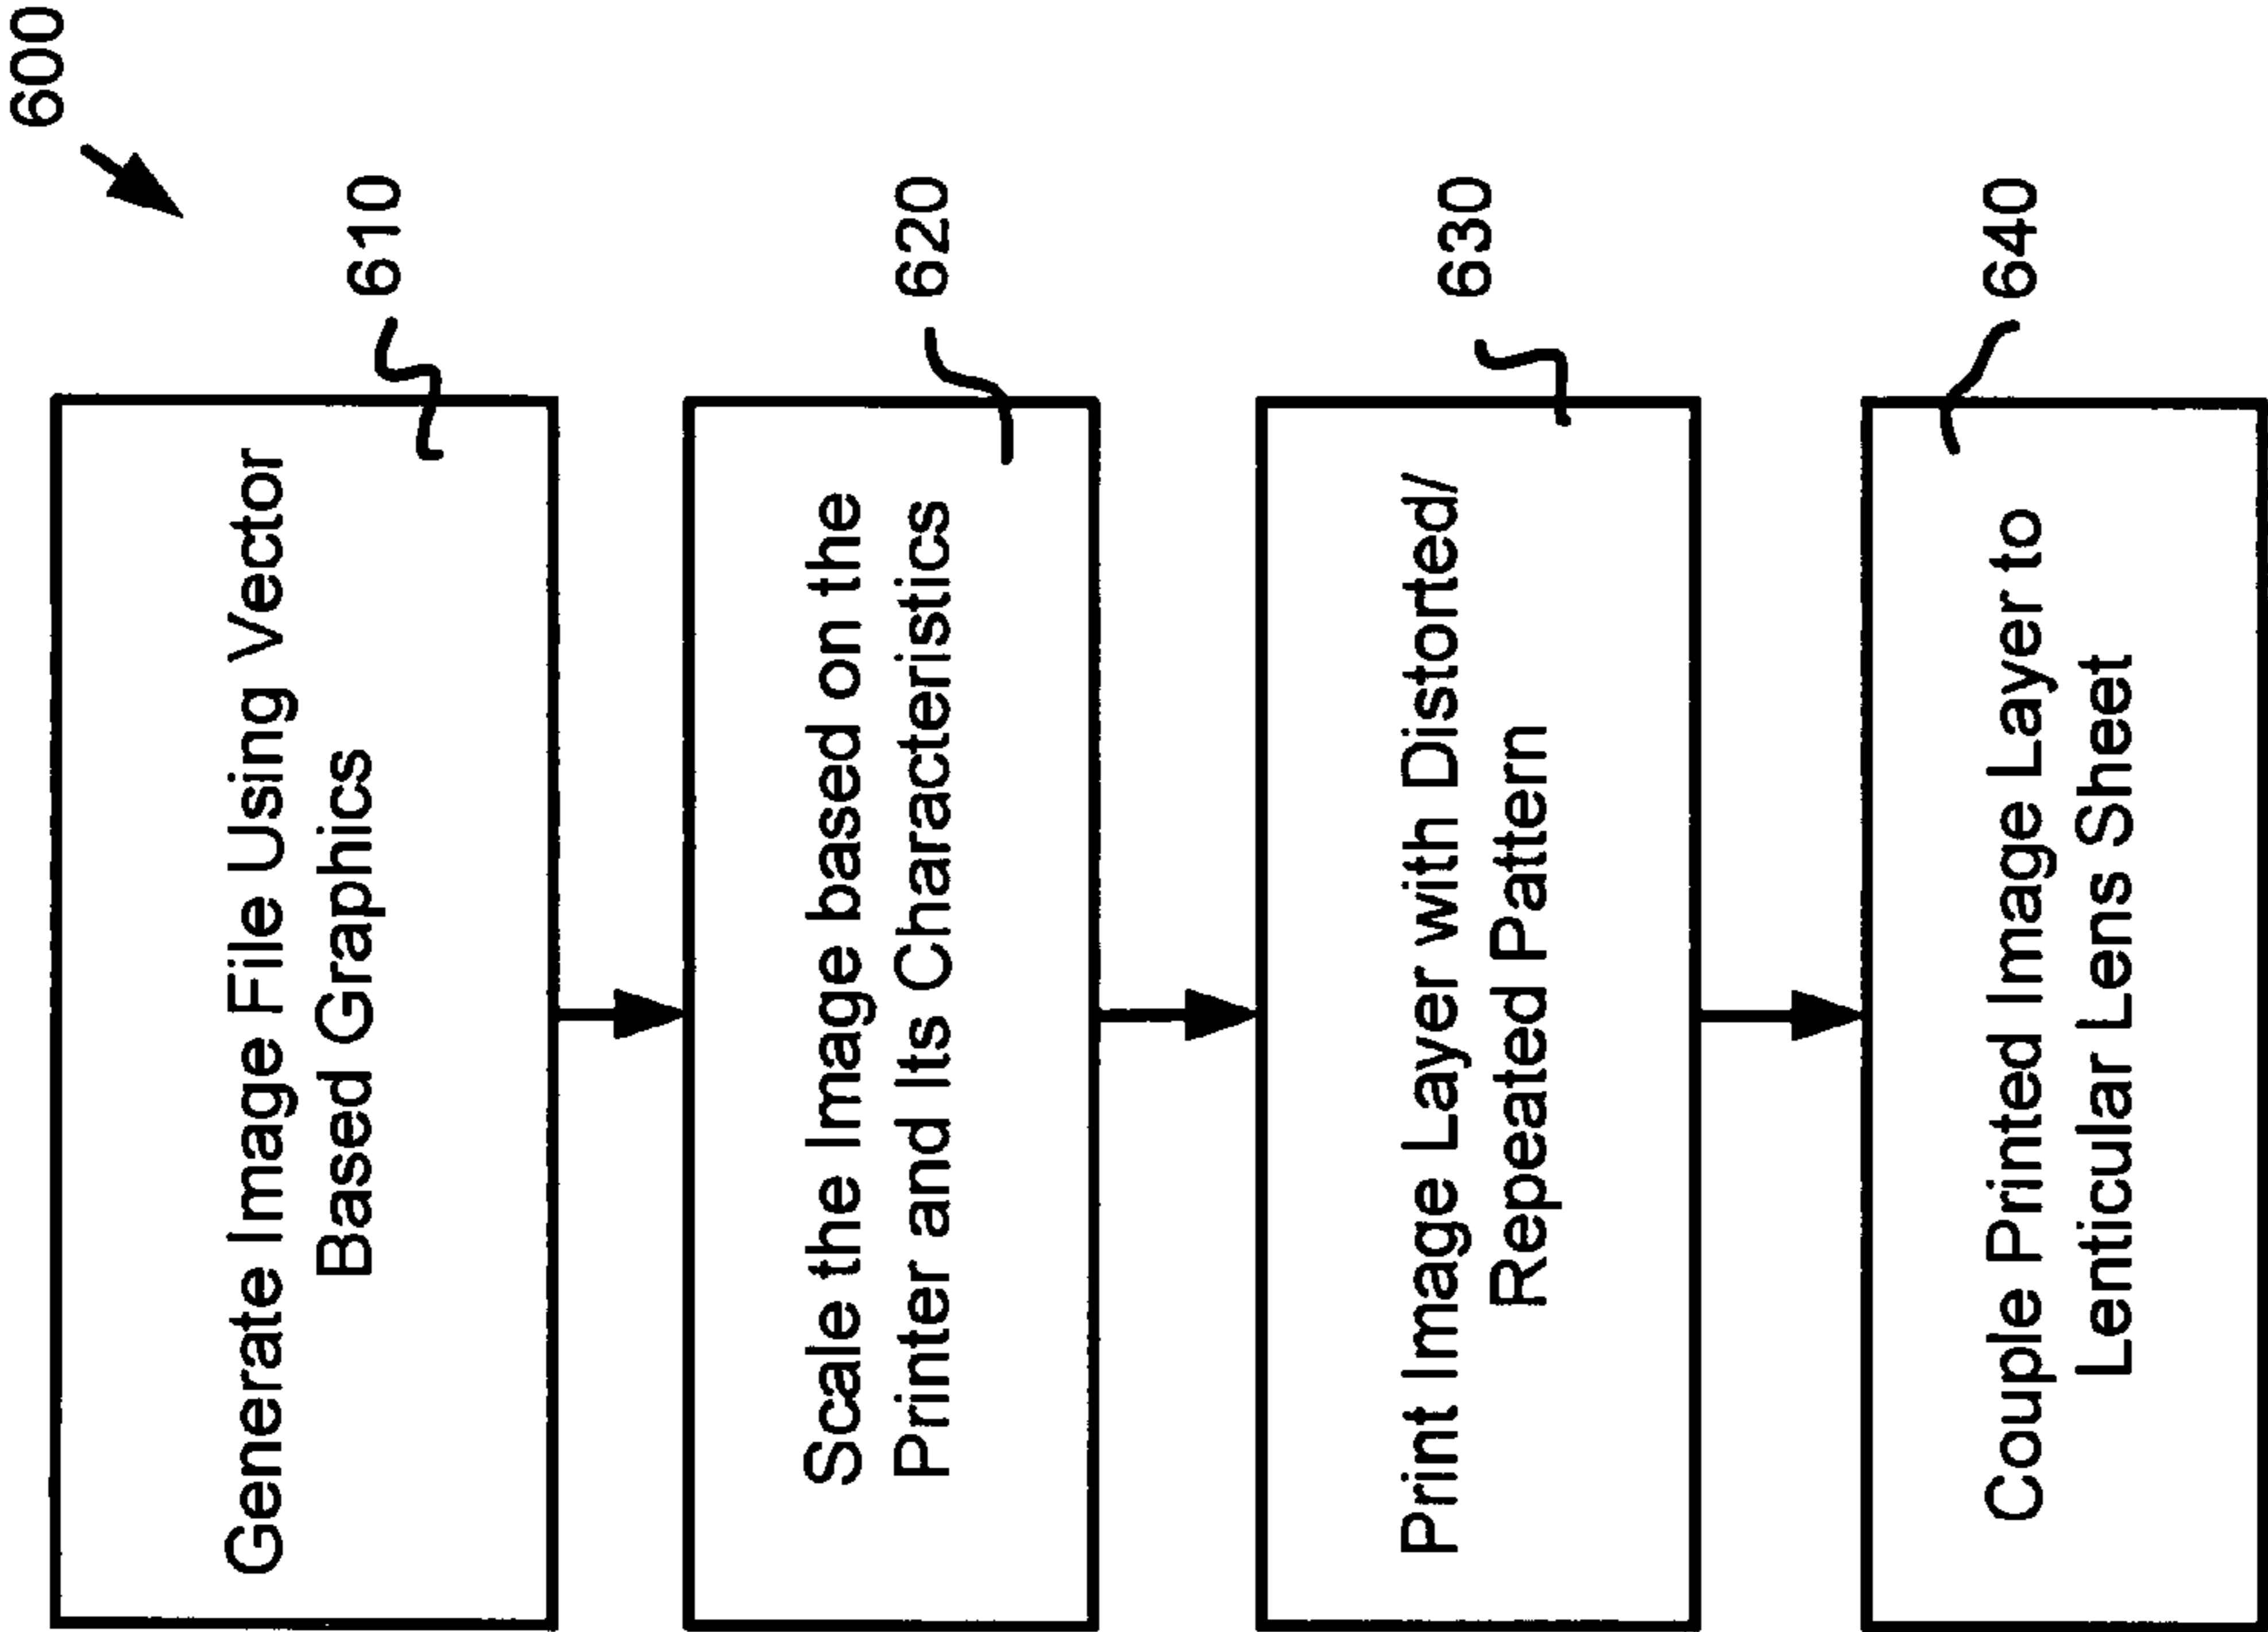 600
Generate Image File Using Vector
Based Graphics
610
Scale the Image based on the
Printer and Its Characteristics
620
Print Image Layer with Distorted/
Repeated Pattern
630
Couple Printed Image Layer to
Lenticular Lens Sheet
640